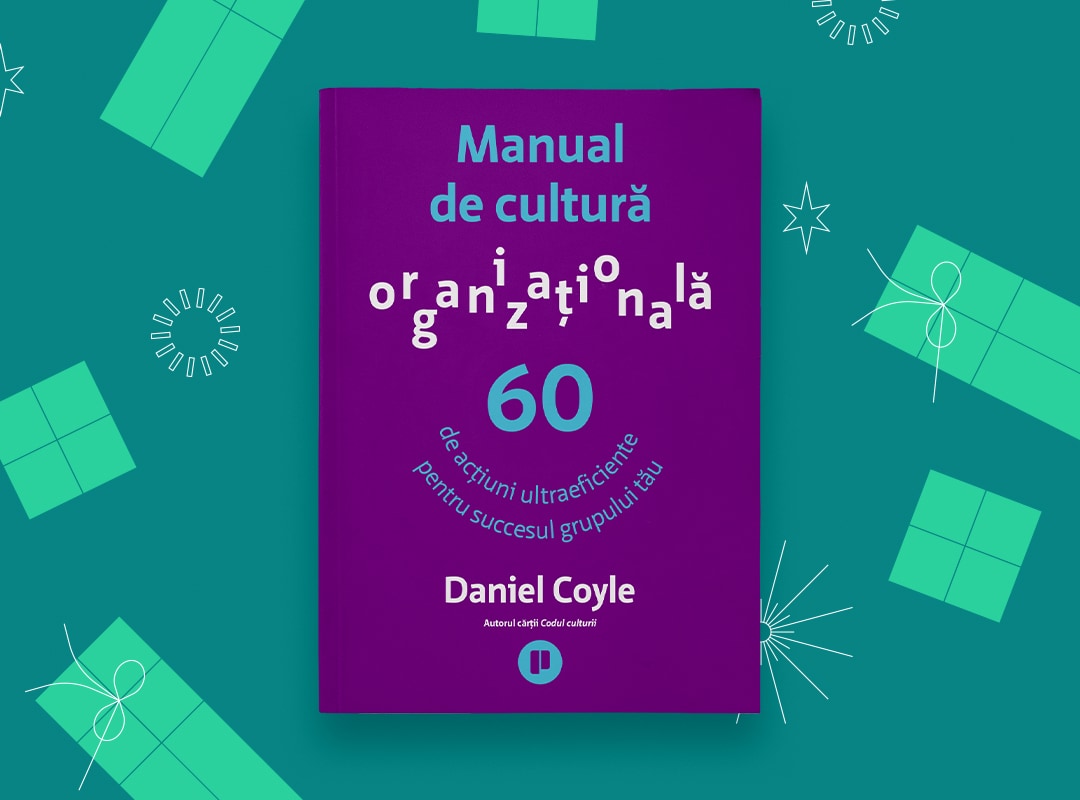 Manual
de cultură
organizațională
60
de acțiuni ultraeficiente
pentru succesul grupului tău
Daniel Coyle
Autorul cărții Codul culturii